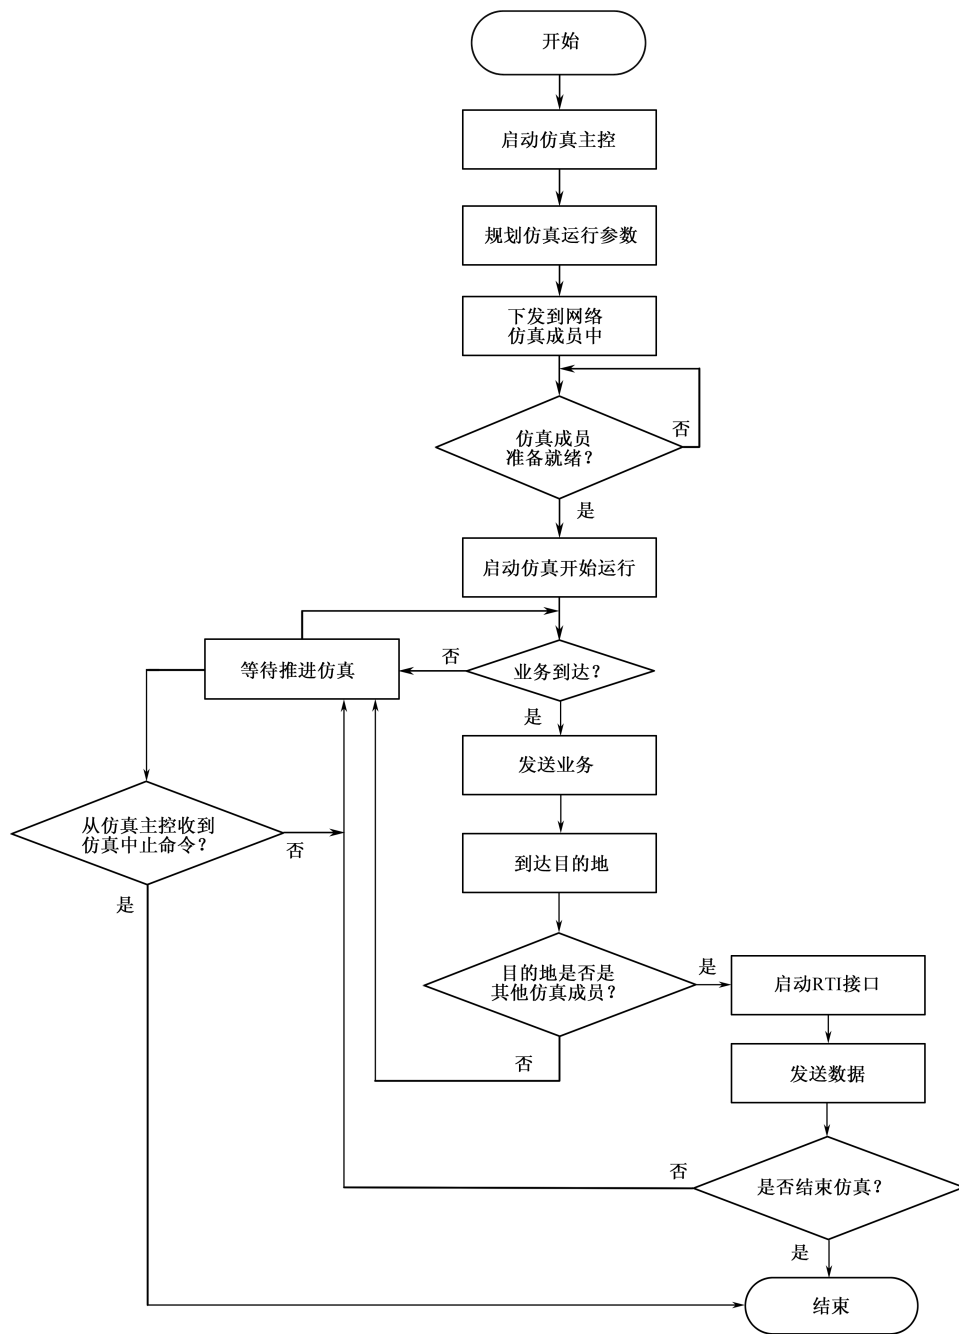 开始
启动仿真主控
规划仿真运行参数
下发到网络
仿真成员中
仿真成员
准备就绪？
否
是
启动仿真开始运行
等待推进仿真
否
业务到达？
是
发送业务
从仿真主控收到
仿真中止命令？
否
是
到达目的地
目的地是否是
其他仿真成员？
是
启动RTI接口
否
发送数据
否
是否结束仿真？
是
结束